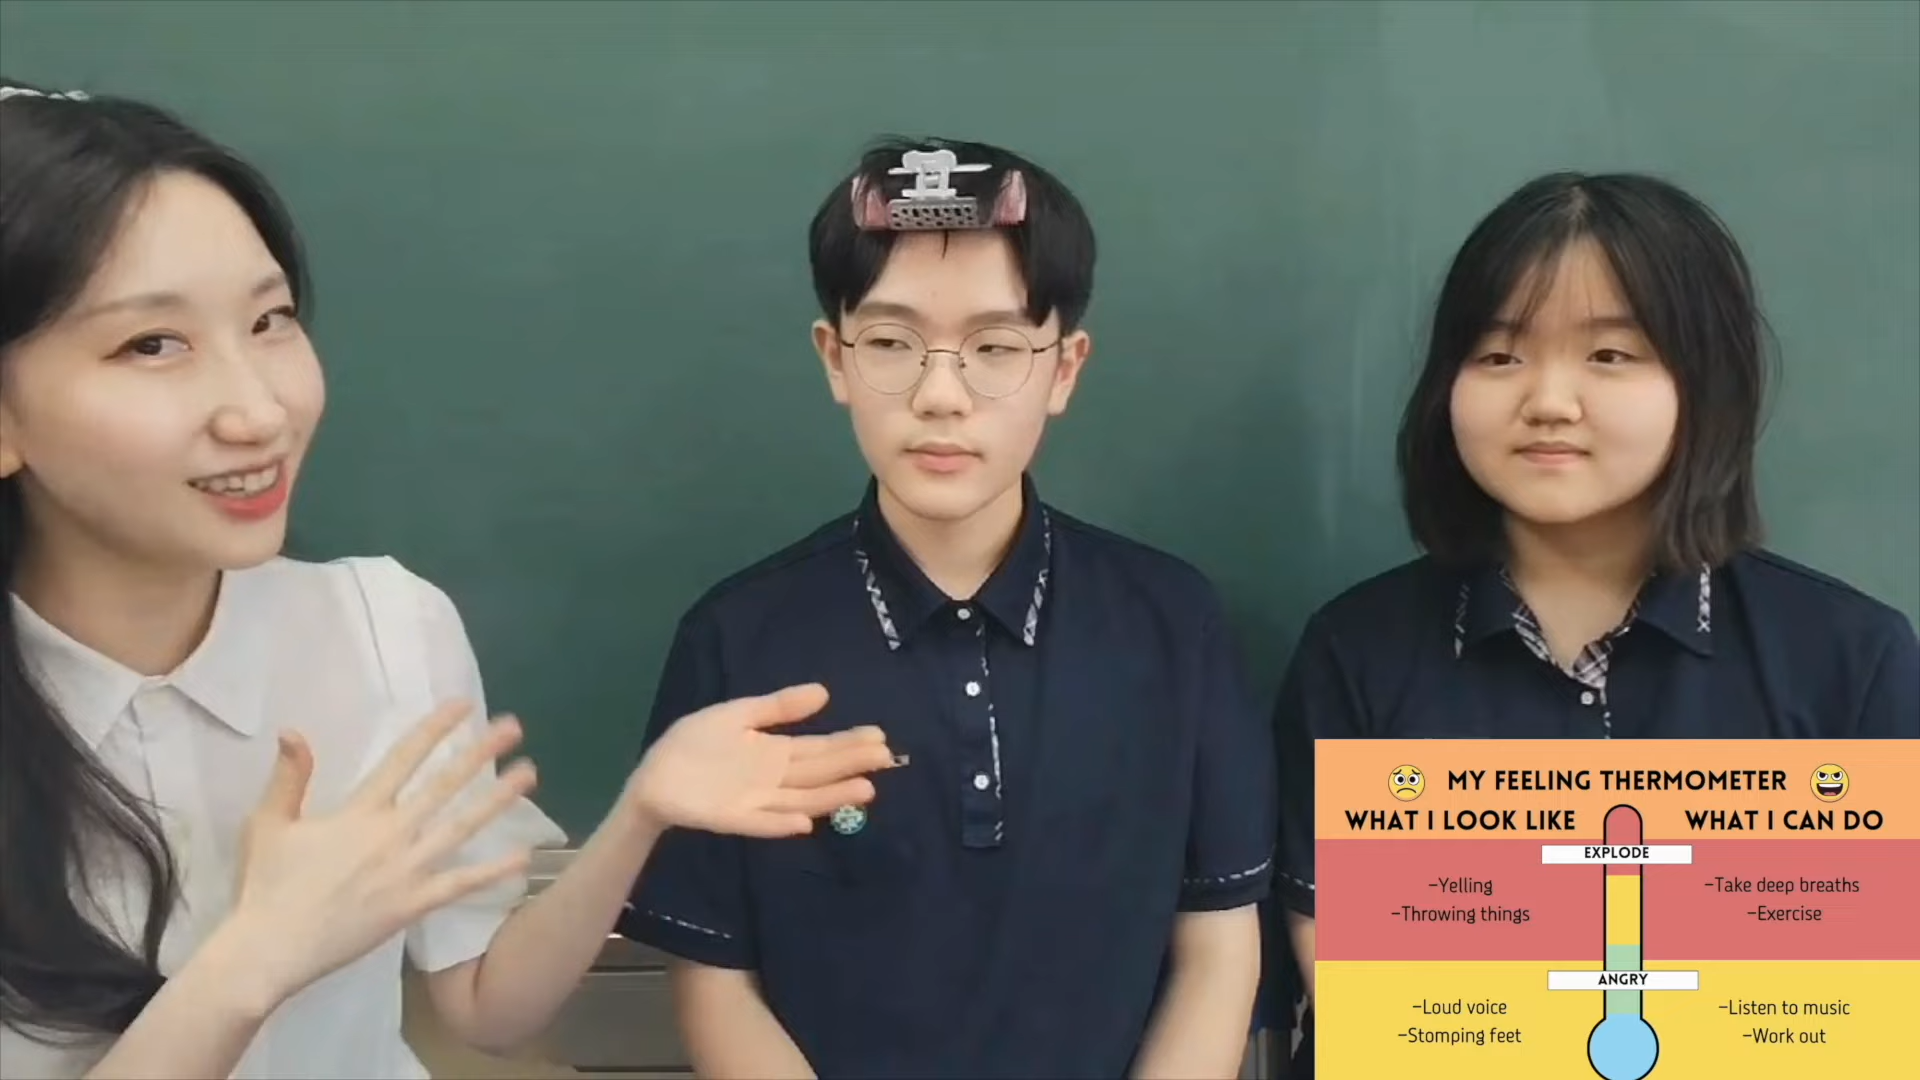 MY FEELING THERMOMETER
WHAT I LOOK LIKE
WHAT I CAN DO
EXPLODE
-Yelling
-Throwing things
-Take deep breaths
-Exercise
ANGRY
-Loud voice
-Stomping feet
-Listen to music
-Work out